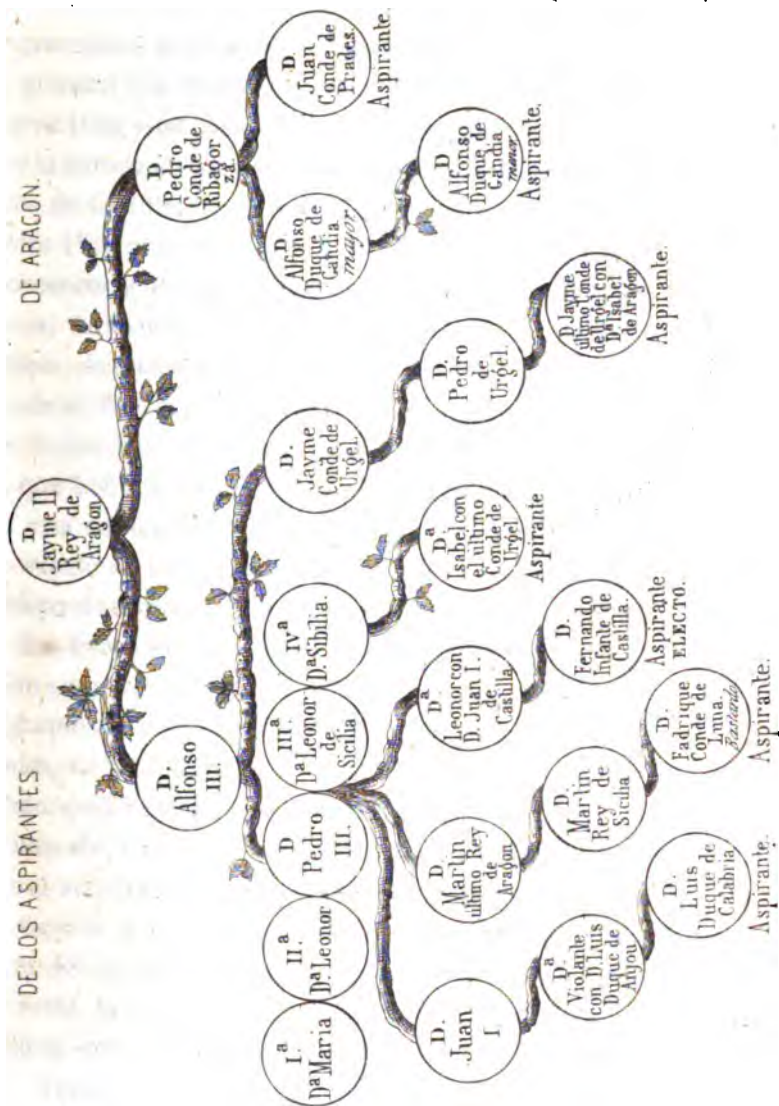 DE LOS ASPIRANTES
DE ARAGON.
D.
Jayme II
Rey de
Aragon
D.
Alfonso
III.
D.
Pedro
Conde de
Ribagor
za.
Iª
Dª Maria
IIª
Dª. Leonor
D
Pedro
III.
IIIª
Dª Leonor
de
Sicilia
IVª
Dª. Sibilia.
D.
Jayme
Conde de
Urgel.
D.
Alfonso
Duque de
Gandia
mayor.
D.
Juan
Conde de
Prades.
Aspirante.
D.
Juan
I.
D.
Martin
ultimo Rey
de
Aragon
Dª
Leonor con
D. Juan I.
de
Castilla.
Dª
Isabel con
el ultimo
Conde de
Urgel
Aspirante
D.
Pedro
de
Urgel.
D
Alfonso
Duque de
Gandia
menor
Aspirante.
Dª
Violante
con D. Luis
Duque de
Anjou
D.
Martin
Rey de
Sicilia
D.
Fernando
Infante de
Castilla.
Aspirante
ELECTO.
D Jayme
ultimo Conde
de Urgel con
Dª Isabel
de Aragon
Aspirante.
D.
Luis
Duque de
Calabria
Aspirante.
D.
Fadrique
Conde de
Luna.
Bastardo
Aspirante.